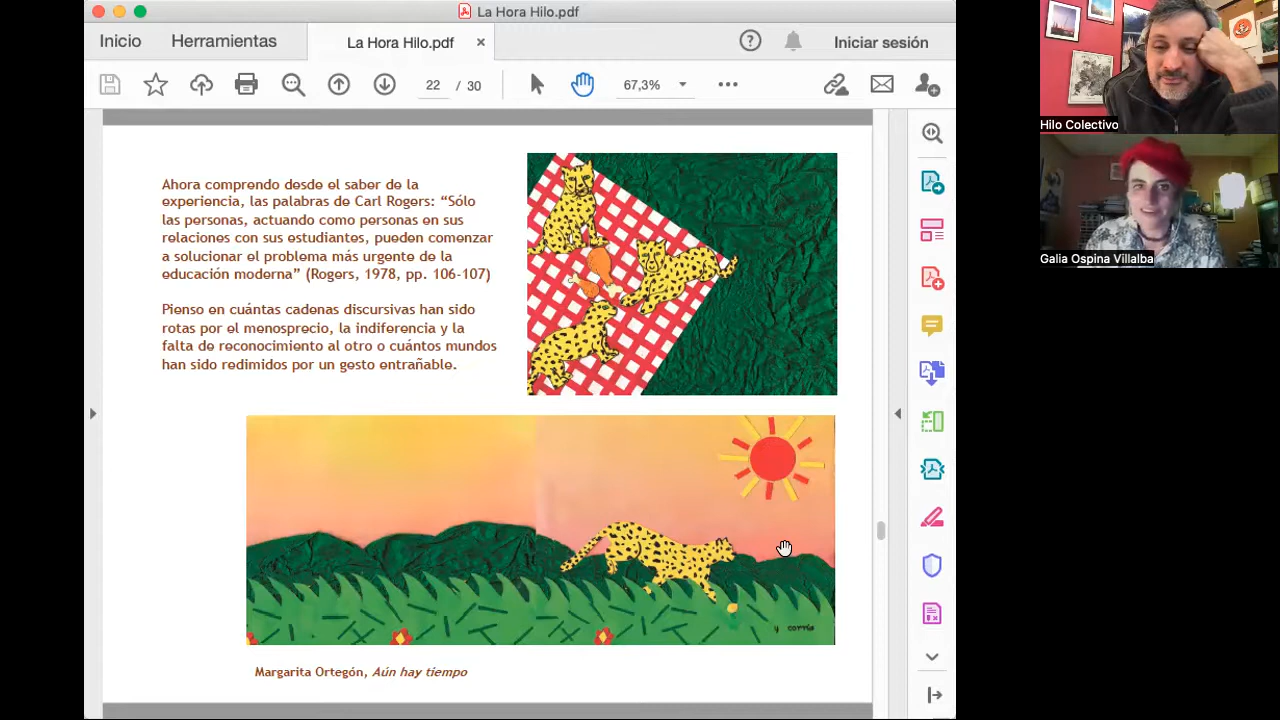 La Hora Hilo.pdf
Inicio
Herramientas
La Hora Hilo.pdf
Iniciar sesión
22 / 30
67,3%
Ahora comprendo desde el saber de la
experiencia, las palabras de Carl Rogers: “Sólo
las personas, actuando como personas en sus
relaciones con sus estudiantes, pueden comenzar
a solucionar el problema más urgente de la
educación moderna” (Rogers, 1978, pp. 106-107)
Pienso en cuántas cadenas discursivas han sido
rotas por el menosprecio, la indiferencia y la
falta de reconocimiento al otro o cuántos mundos
han sido redimidos por un gesto entrañable.
y corría
Margarita Ortegón, Aún hay tiempo
Hilo Colectivo
Galia Ospina Villalba